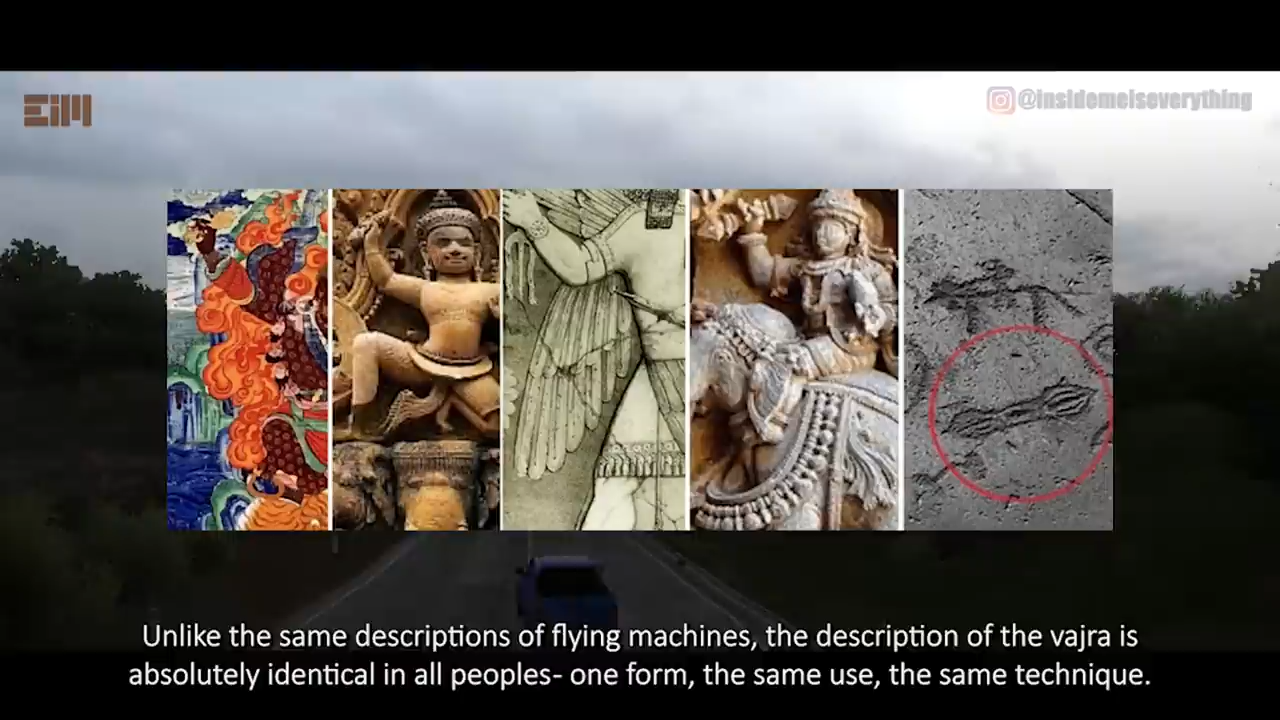 EiM
@insidemeiseverything
Unlike the same descriptions of flying machines, the description of the vajra is
absolutely identical in all peoples- one form, the same use, the same technique.